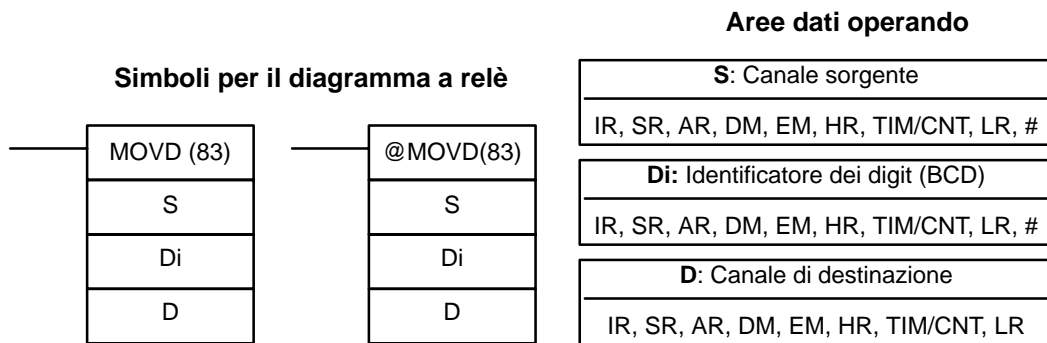 Aree dati operando
Simboli per il diagramma a relè
MOVD (83)
S
Di
D
@MOVD(83)
S
Di
D
S: Canale sorgente
IR, SR, AR, DM, EM, HR, TIM/CNT, LR, #
Di: Identificatore dei digit (BCD)
IR, SR, AR, DM, EM, HR, TIM/CNT, LR, #
D: Canale di destinazione
IR, SR, AR, DM, EM, HR, TIM/CNT, LR